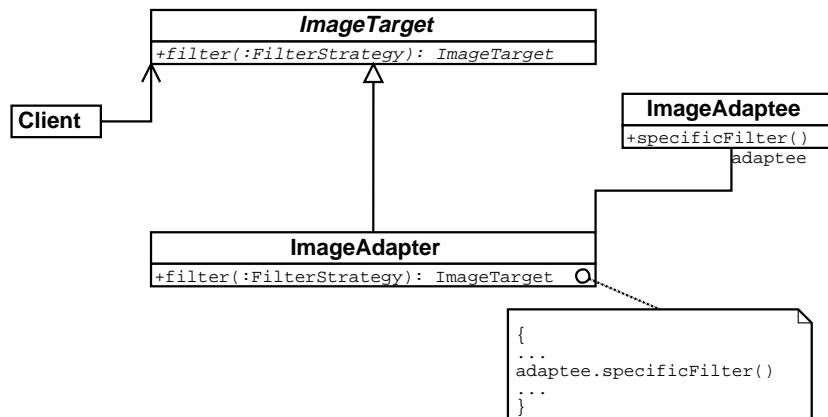 ImageTarget
+filter(:FilterStrategy): ImageTarget
Client
ImageAdaptee
+specificFilter()
adaptee
ImageAdapter
+filter(:FilterStrategy): ImageTarget
{
...
adaptee.specificFilter()
...
}